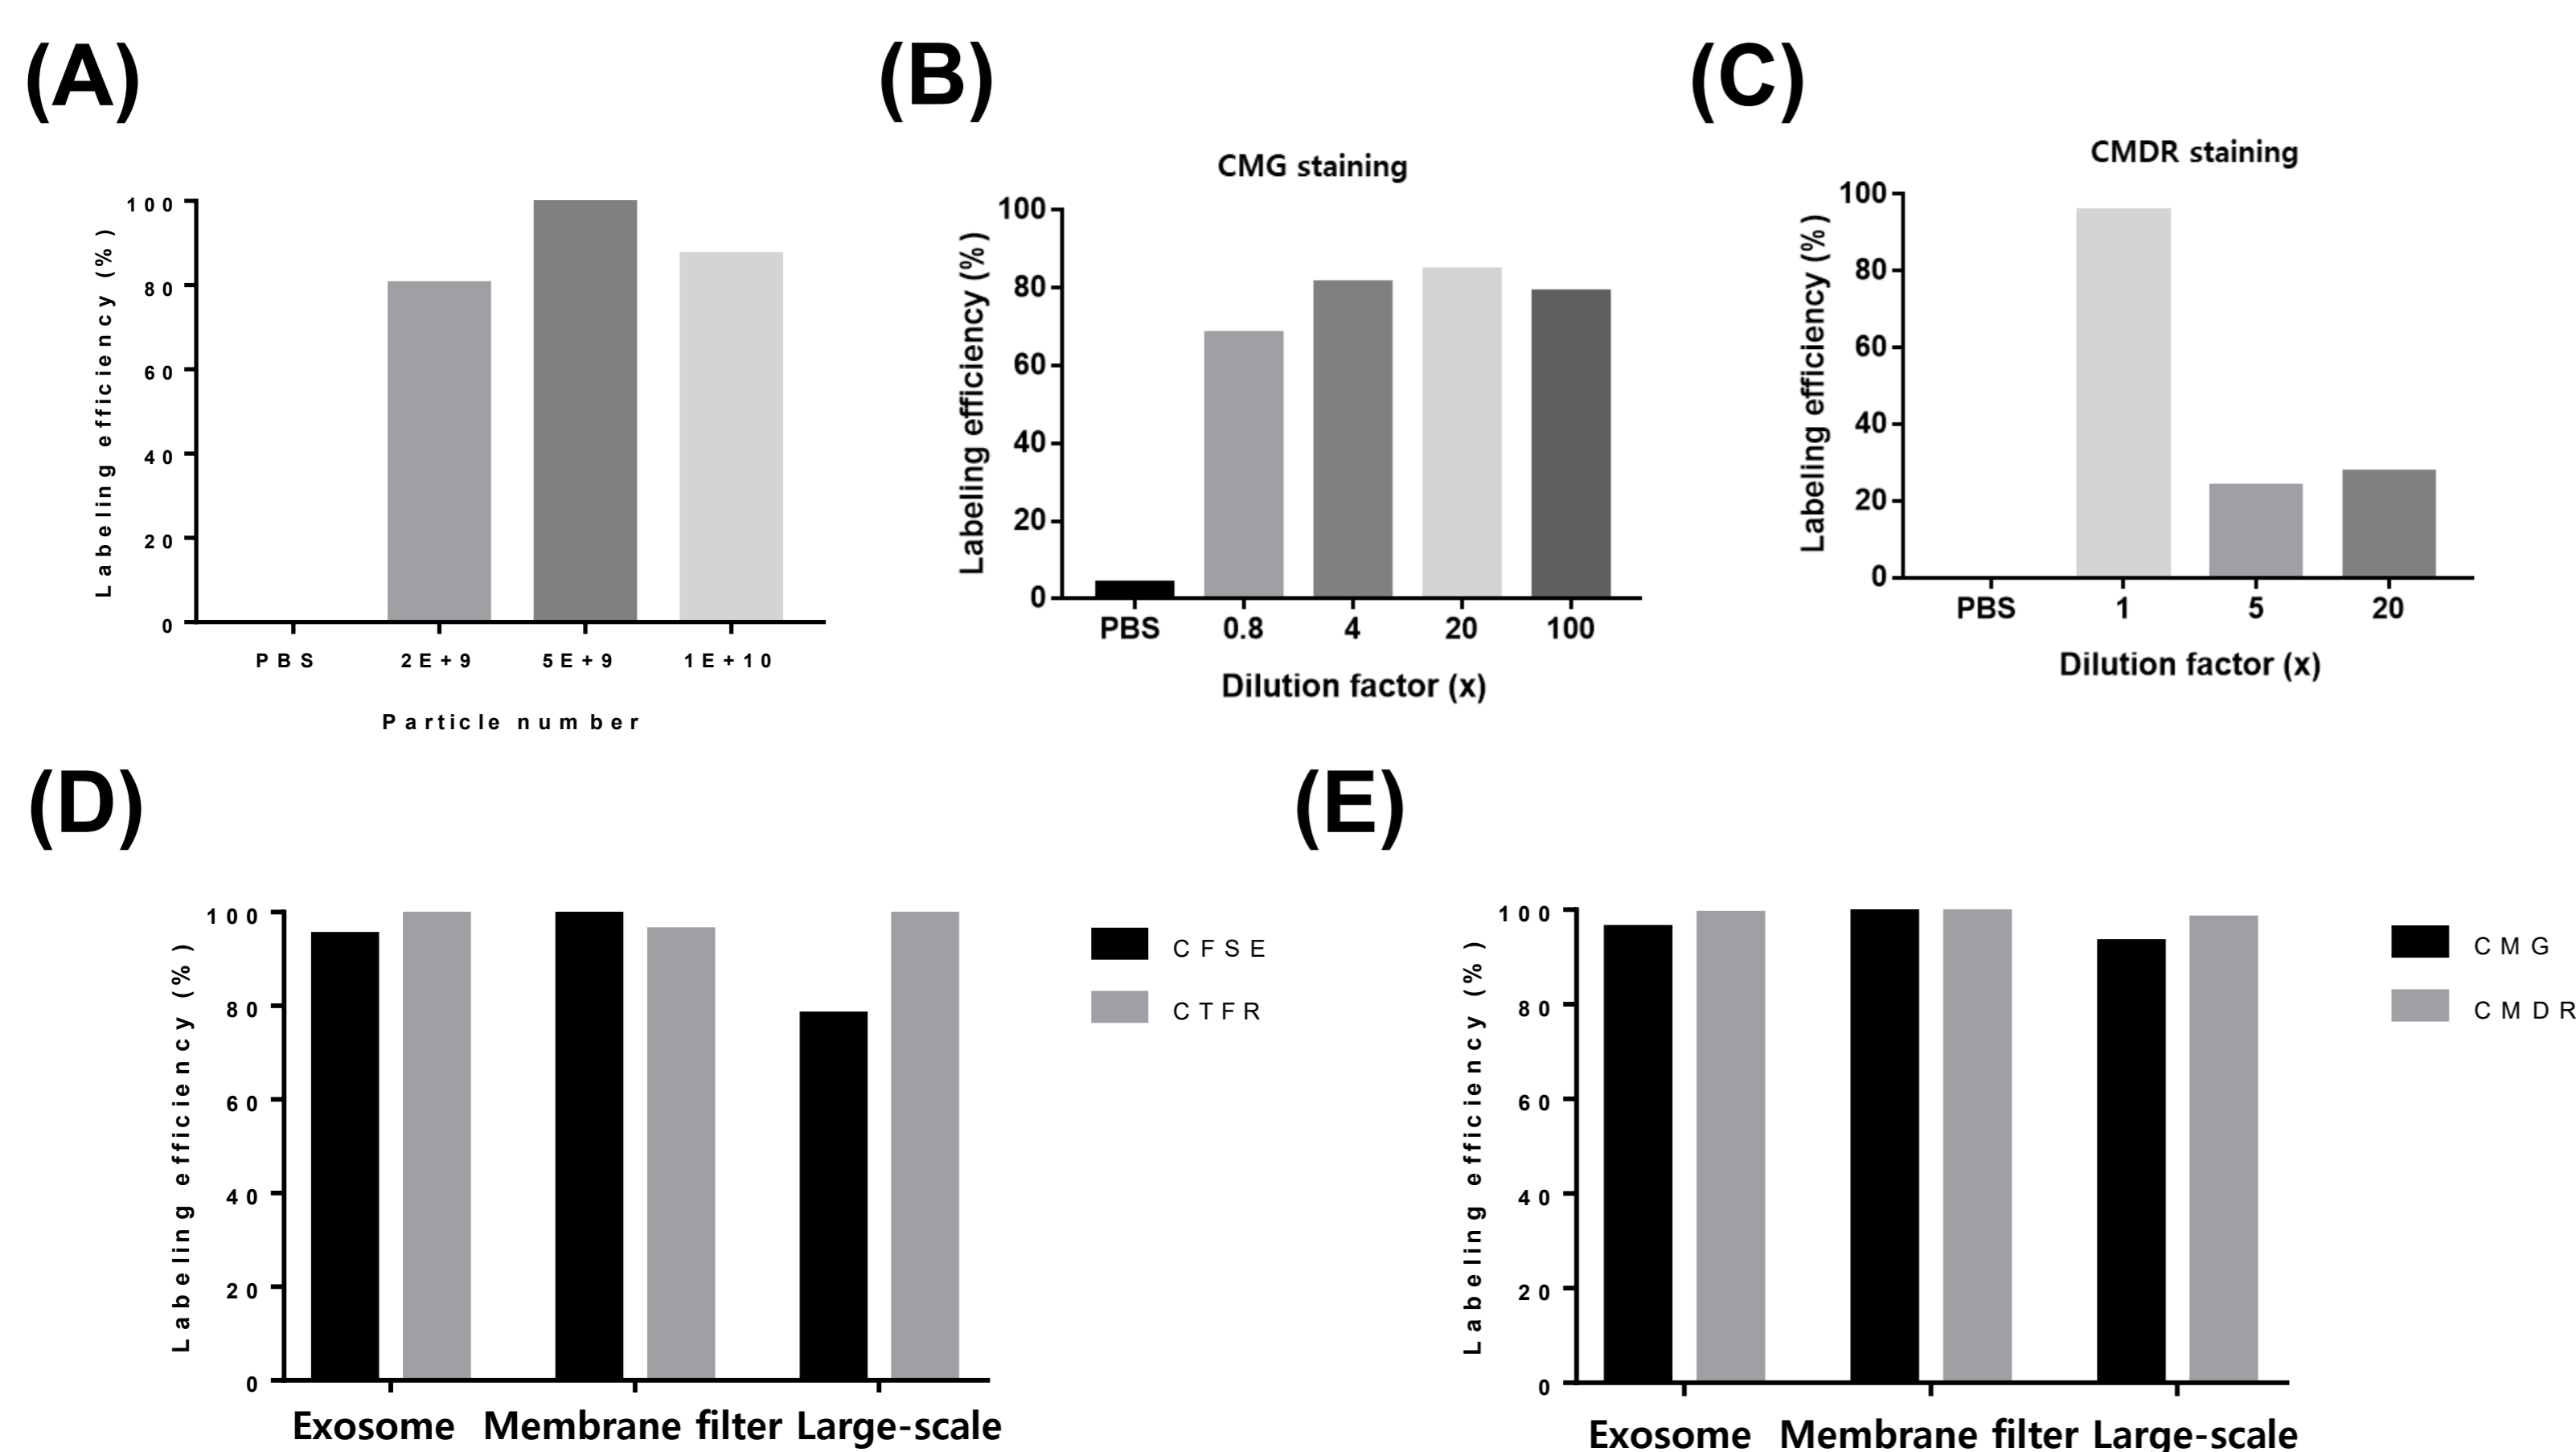 (A)
Labeling efficiency (%)
100
80
60
40
20
0
PBS 2E+9 5E+9 1E+10
Particle number
(B)
CMG staining
Labeling efficiency (%)
100
80
60
40
20
0
PBS 0.8 4 20 100
Dilution factor (x)
(C)
CMDR staining
Labeling efficiency (%)
100
80
60
40
20
0
PBS 1 5 20
Dilution factor (x)
(D)
Labeling efficiency (%)
100
80
60
40
20
0
Exosome Membrane filter Large-scale
CFSE
CTFR
(E)
Labeling efficiency (%)
100
80
60
40
20
0
Exosome Membrane filter Large-scale
CMG
CMDR